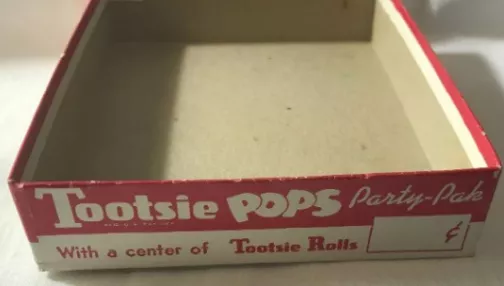 Tootsie POPS Party-Pak
With a center of Tootsie Rolls ¢